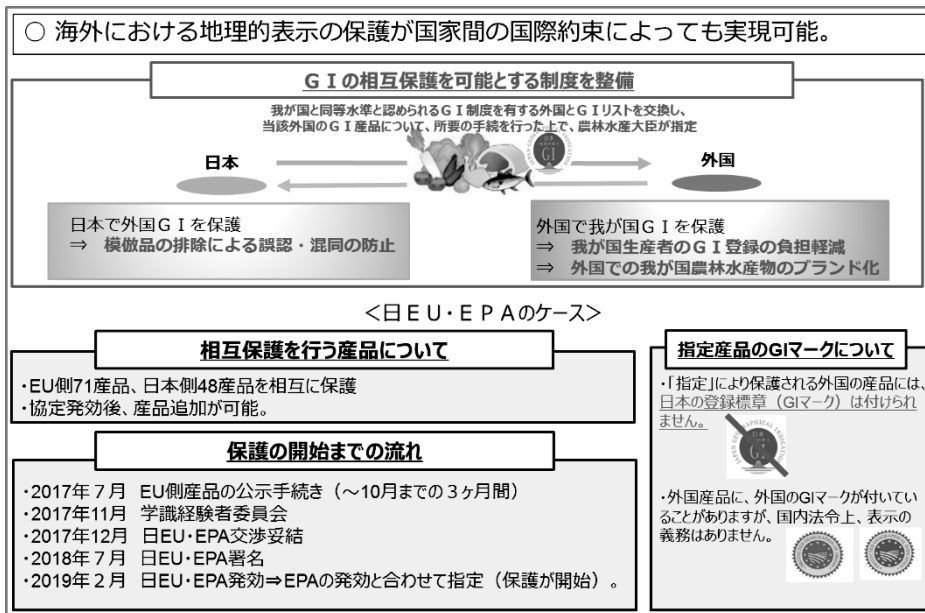 ○ 海外における地理的表示の保護が国家間の国際約束によっても実現可能。
ＧＩの相互保護を可能とする制度を整備
我が国と同等水準と認められるＧＩ制度を有する外国とＧＩリストを交換し、
当該外国のＧＩ産品について、所要の手続を行った上で、農林水産大臣が指定
日本
外国
GI
日本で外国ＧＩを保護
⇒ 模倣品の排除による誤認・混同の防止
外国で我が国ＧＩを保護
⇒ 我が国生産者のＧＩ登録の負担軽減
⇒ 外国での我が国農林水産物のブランド化
＜日ＥＵ・ＥＰＡのケース＞
相互保護を行う産品について
・EU側71産品、日本側48産品を相互に保護
・協定発効後、産品追加が可能。
保護の開始までの流れ
・2017年７月 EU側産品の公示手続き（～10月までの３ヶ月間）
・2017年11月 学識経験者委員会
・2017年12月 日EU・EPA交渉妥結
・2018年７月 日EU・EPA署名
・2019年２月 日EU・EPA発効⇒EPAの発効と合わせて指定（保護が開始）。
指定産品のGIマークについて
・「指定」により保護される外国の産品には、
日本の登録標章（GIマーク）は付けられ
ません。
・外国産品に、外国のGIマークが付いてい
ることがありますが、国内法令上、表示の
義務はありません。